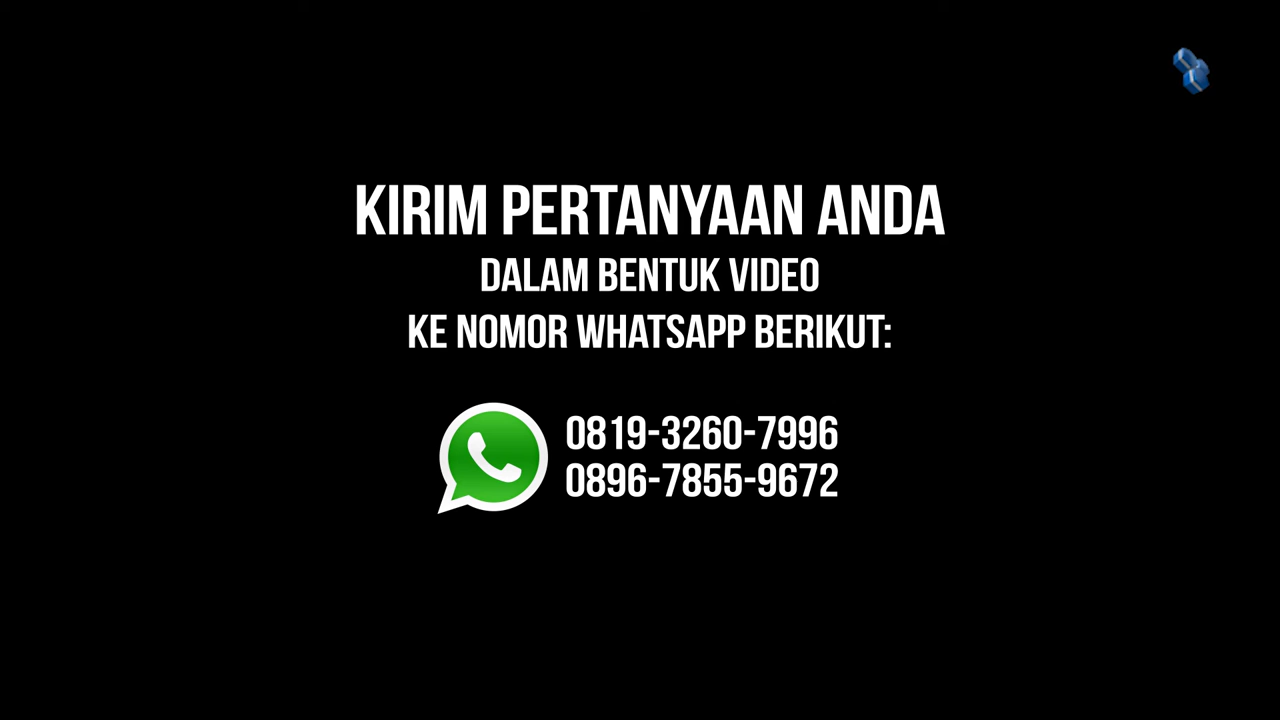 KIRIM PERTANYAAN ANDA
DALAM BENTUK VIDEO
KE NOMOR WHATSAPP BERIKUT:
0819-3260-7996
0896-7855-9672